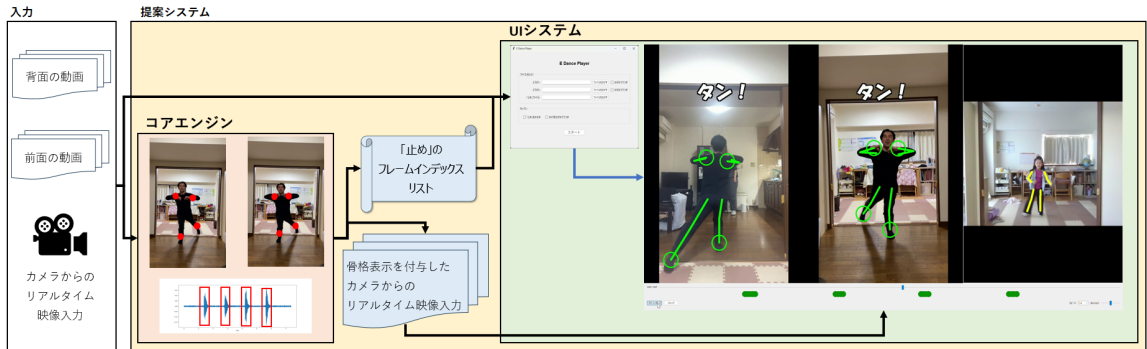 入力
提案システム
UIシステム
背面の動画
前面の動画
カメラからの
リアルタイム
映像入力
コアエンジン
「止め」の
フレームインデックス
リスト
骨格表示を付与した
カメラからの
リアルタイム映像入力
E Dance Player
E Dance Player
スタート
タン!
タン!